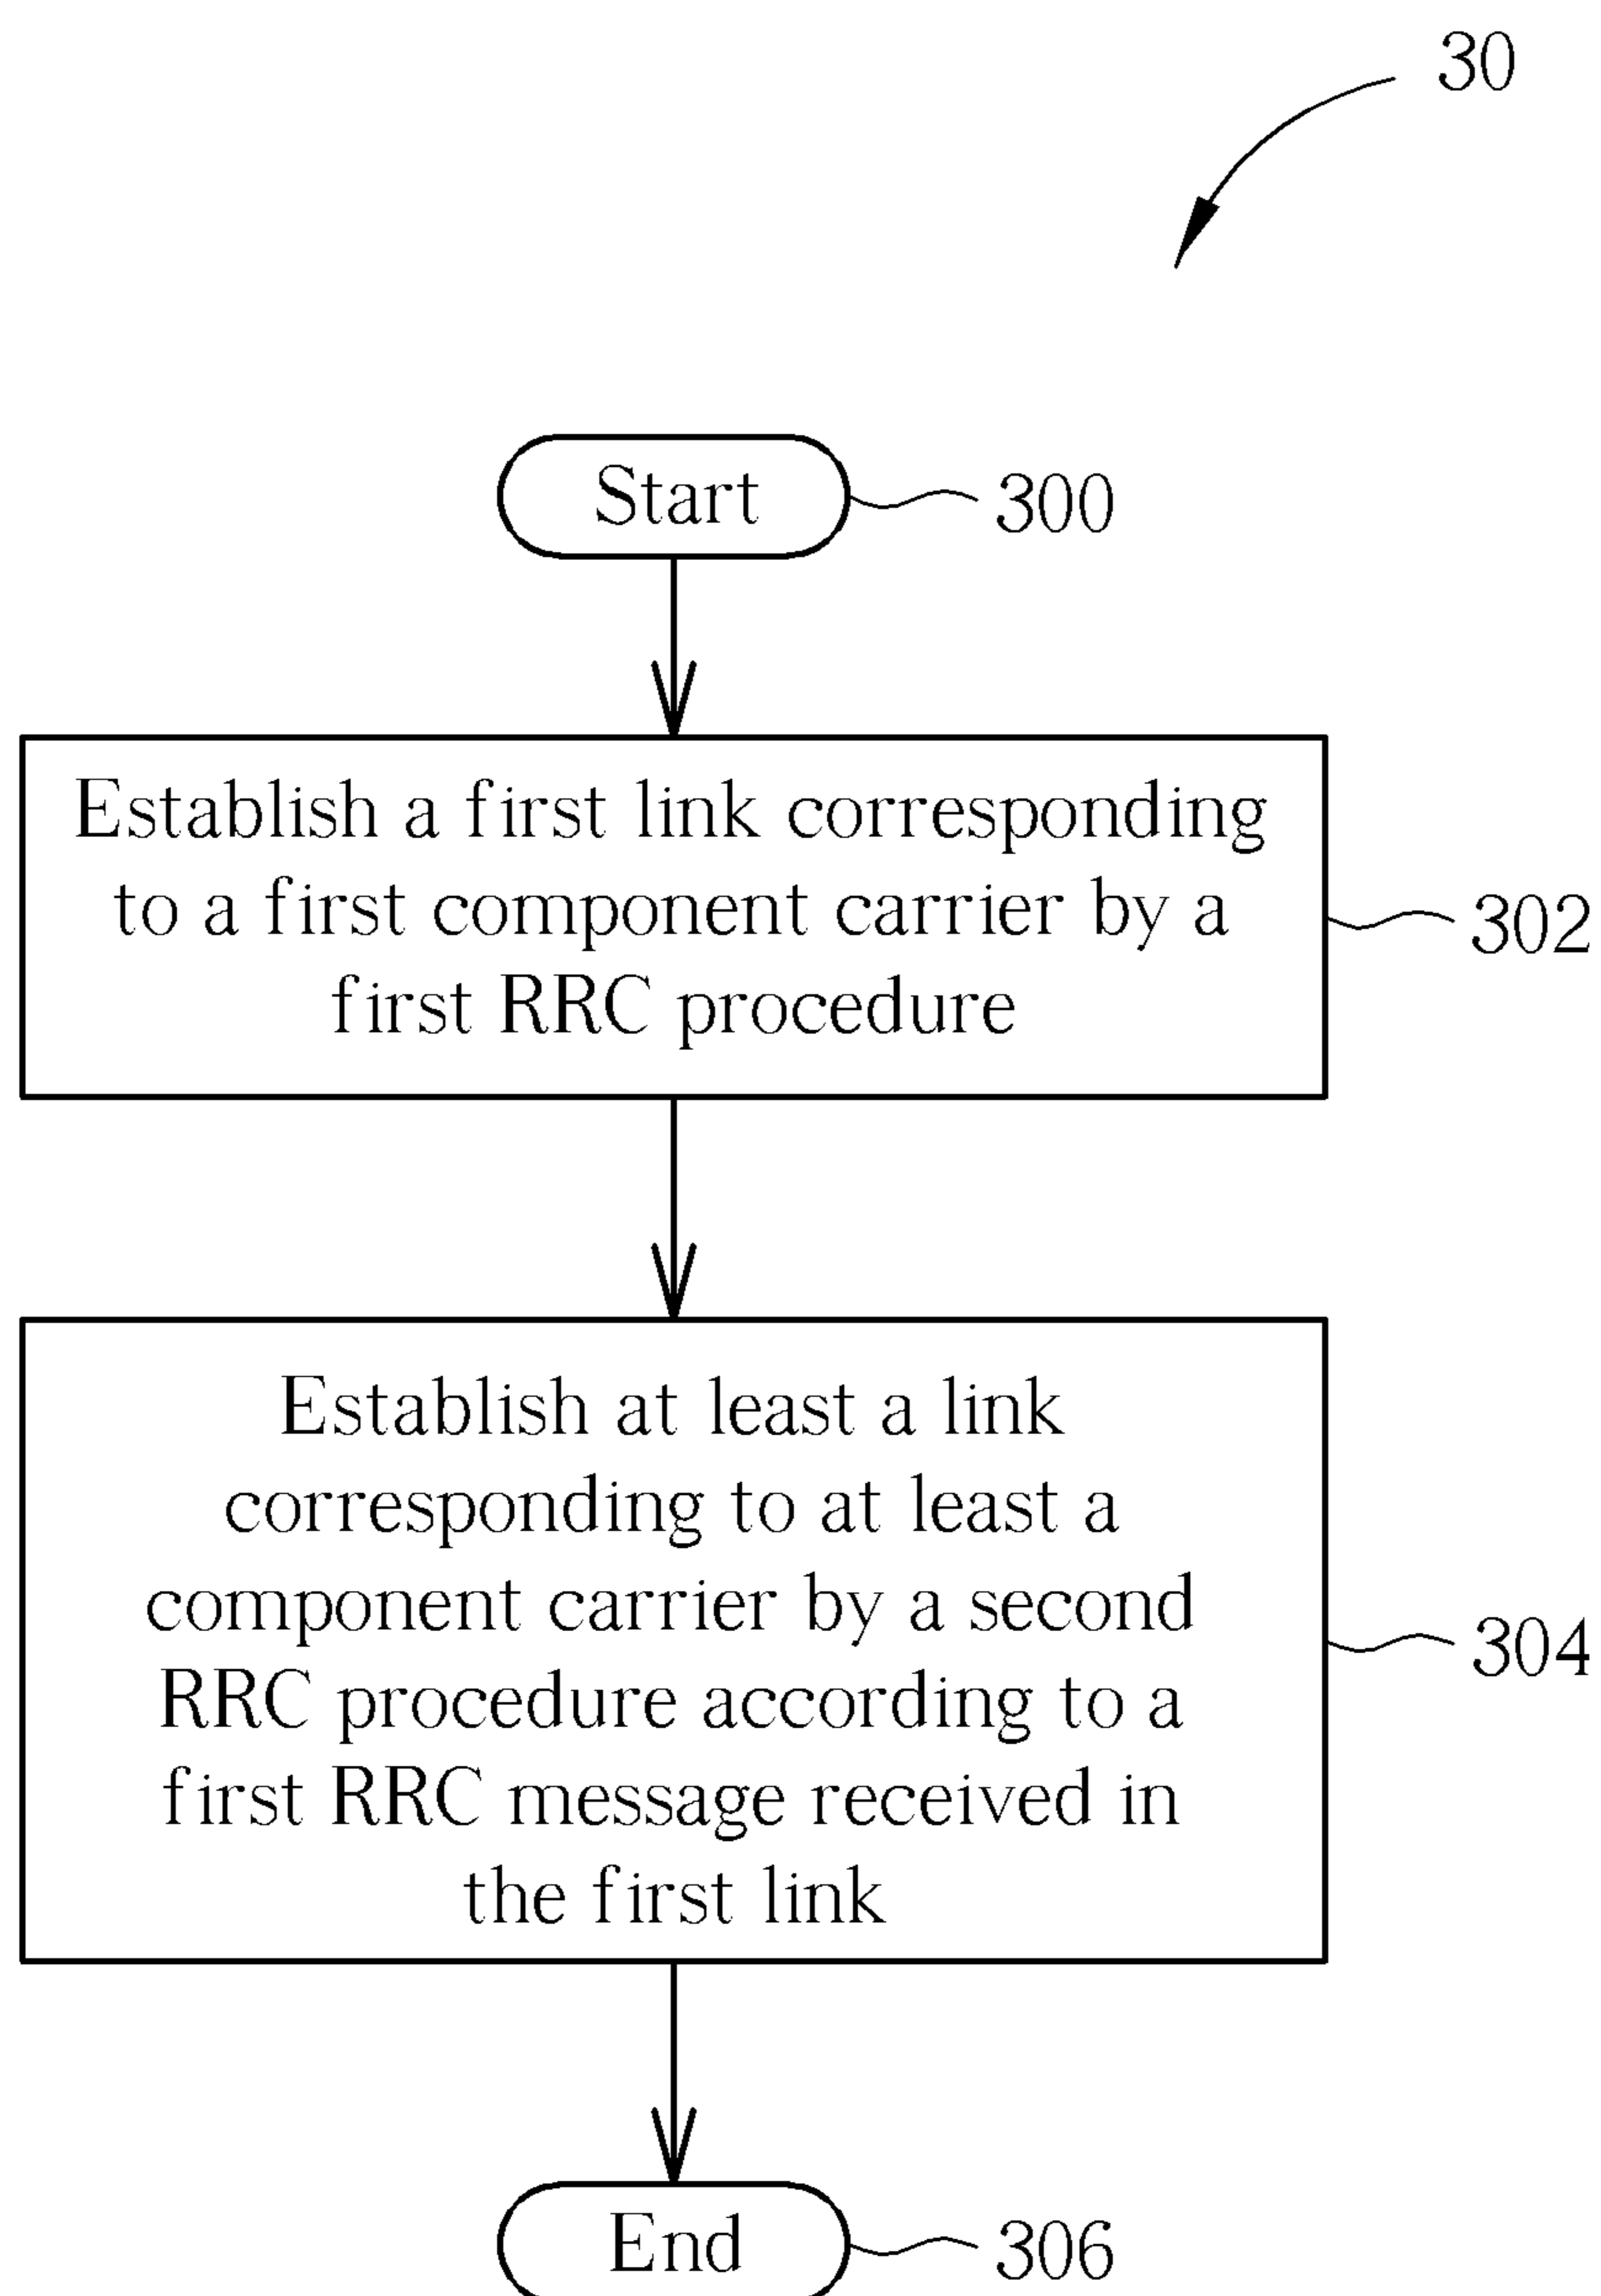 30
Start
300
Establish a first link corresponding
to a first component carrier by a
first RRC procedure
302
Establish at least a link
corresponding to at least a
component carrier by a second
RRC procedure according to a
first RRC message received in
the first link
304
End
306